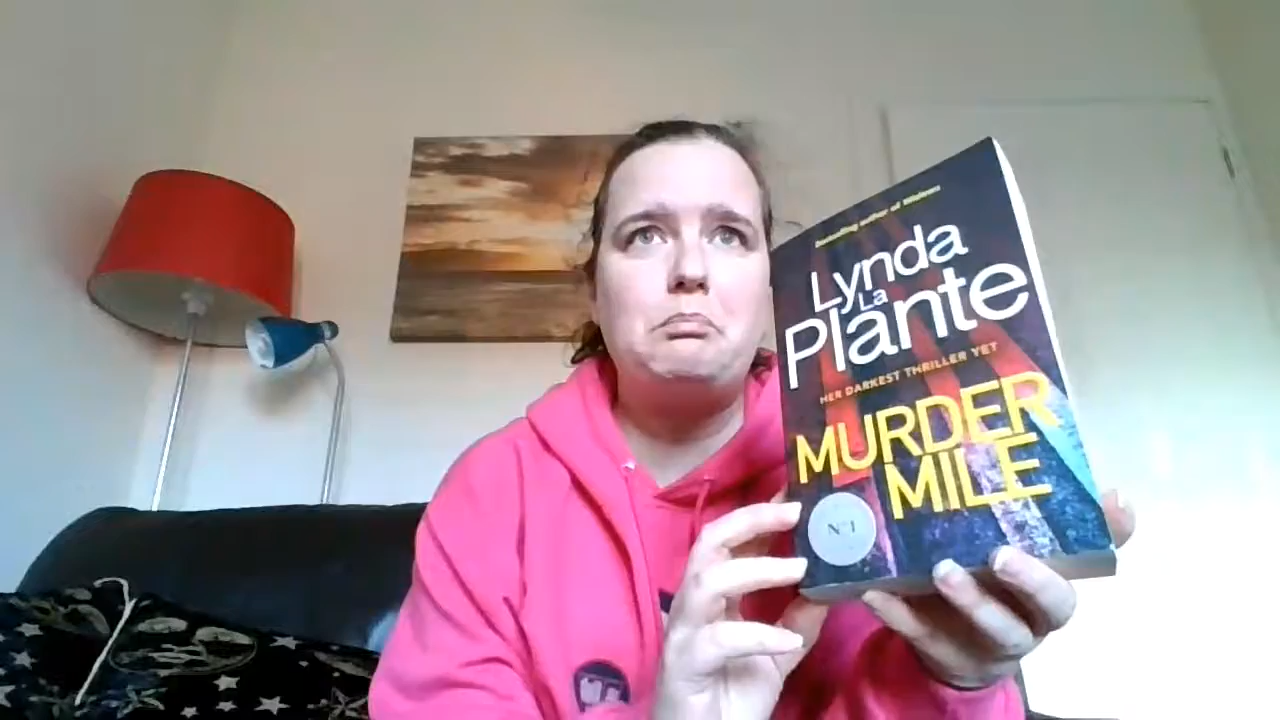 Bestselling author of Widows
Lynda
La
Plante
HER DARKEST THRILLER YET
MURDER
MILE
Nº1